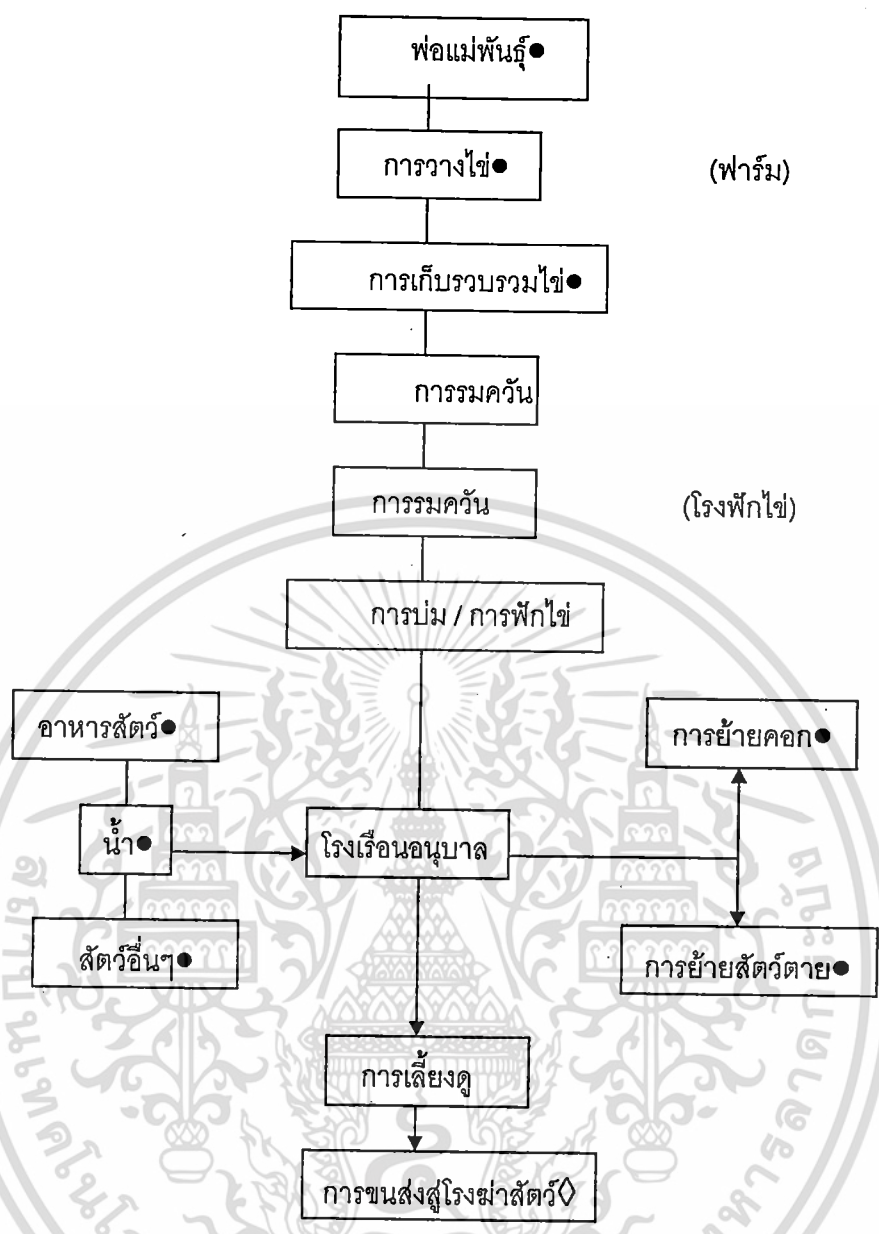 พ่อแม่พันธุ์●
การวางไข่●
(ฟาร์ม)
การเก็บรวบรวมไข่●
การรมควัน
การรมควัน
(โรงฟักไข่)
การบ่ม / การฟักไข่
อาหารสัตว์●
การย้ายคอก●
น้ำ●
โรงเรือนอนุบาล
สัตว์อื่นๆ●
การย้ายสัตว์ตาย●
การเลี้ยงดู
การขนส่งสู่โรงฆ่าสัตว์◊